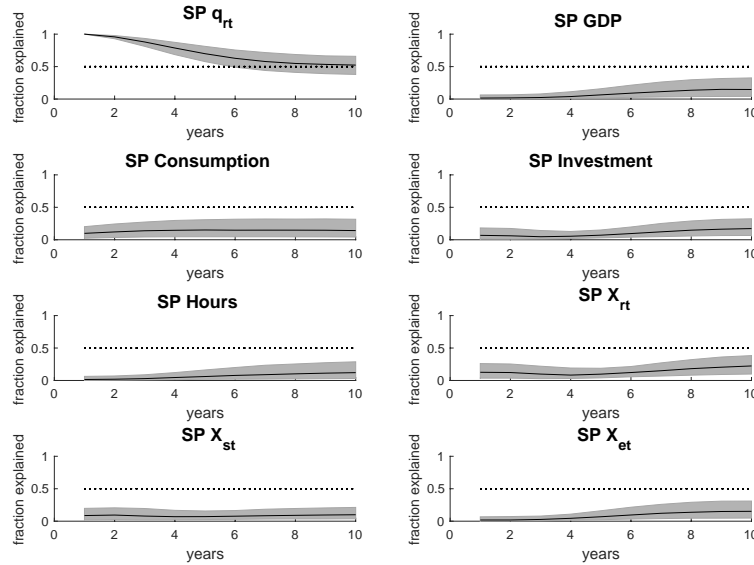 SP q_rt
fraction explained
1
0.5
0
0 2 4 6 8 10
years
SP GDP
fraction explained
1
0.5
0
0 2 4 6 8 10
years
SP Consumption
fraction explained
1
0.5
0
0 2 4 6 8 10
years
SP Investment
fraction explained
1
0.5
0
0 2 4 6 8 10
years
SP Hours
fraction explained
1
0.5
0
0 2 4 6 8 10
years
SP X_rt
fraction explained
1
0.5
0
0 2 4 6 8 10
years
SP X_st
fraction explained
1
0.5
0
0 2 4 6 8 10
years
SP X_et
fraction explained
1
0.5
0
0 2 4 6 8 10
years